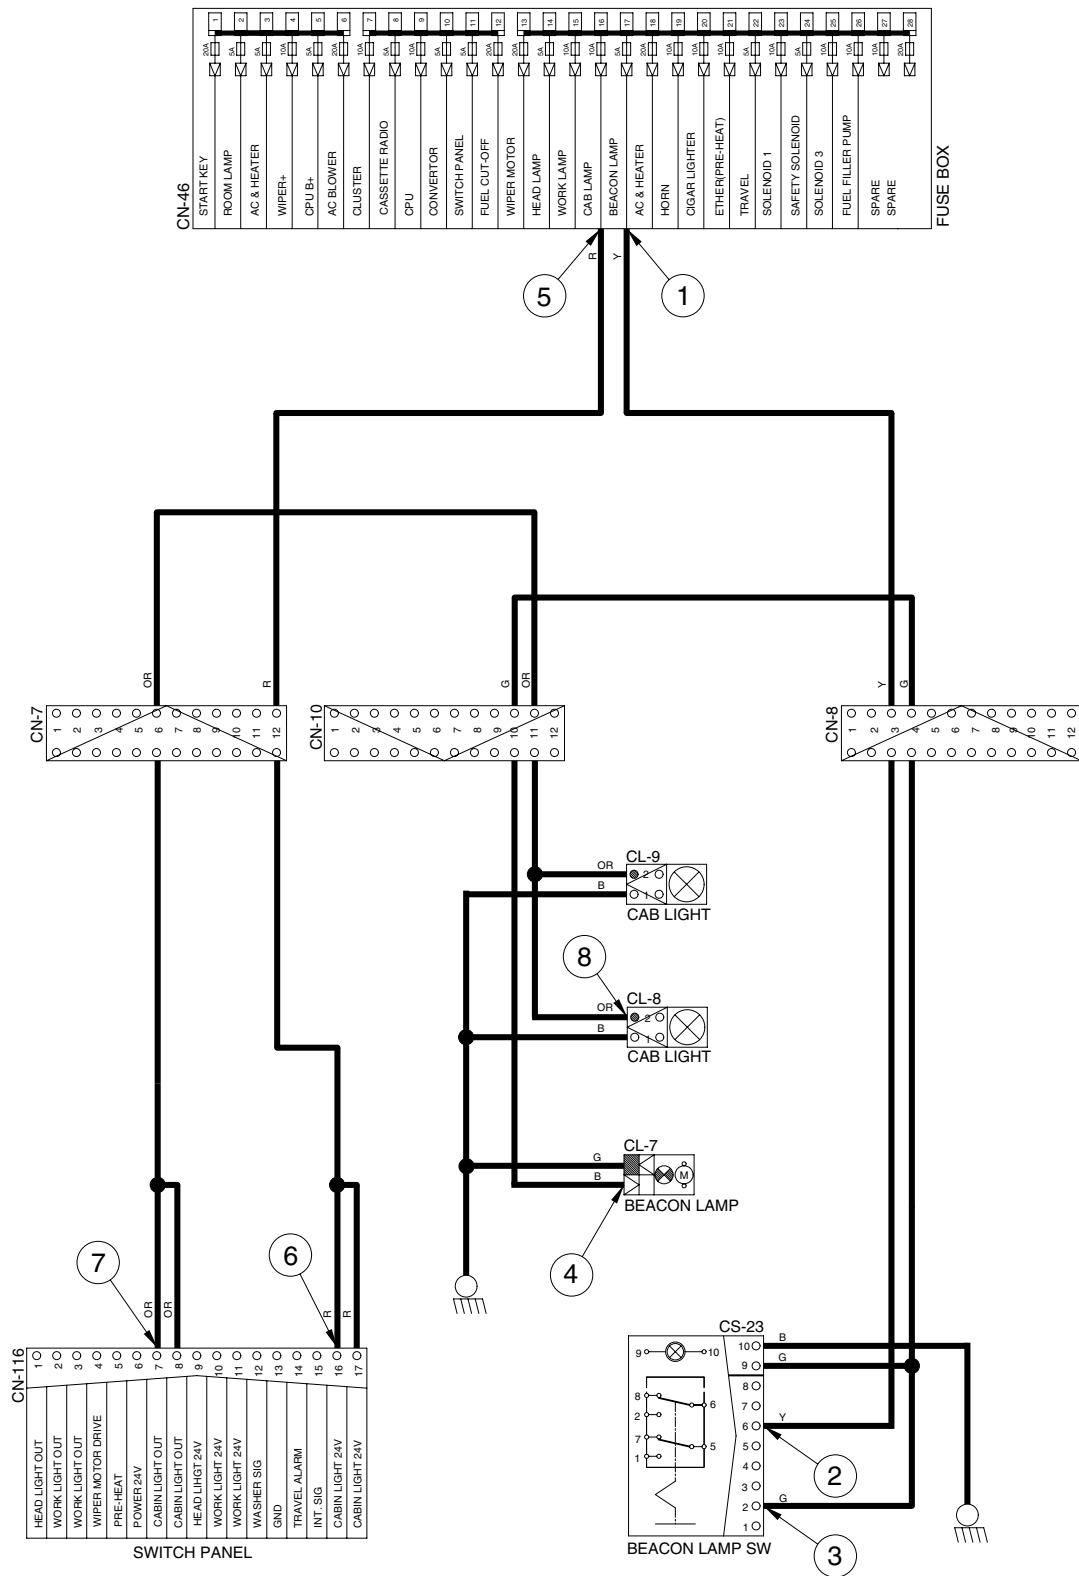 CN-46
1 2 3 4 5 6 7 8 9 10 11 12 13 14 15 16 17 18 19 20 21 22 23 24 25 26 27 28
20A 5A 5A 10A 5A 5A 10A 5A 5A 10A 5A 20A 20A 10A 10A 10A 5A 10A 10A 10A 10A 5A 5A 10A 10A 10A 5A 20A
START KEY
ROOM LAMP
AC & HEATER
WIPER+
CPU B+
AC BLOWER
CLUSTER
CASSETTE RADIO
CPU
CONVERTOR
SWITCH PANEL
FUEL CUT-OFF
WIPER MOTOR
HEAD LAMP
WORK LAMP
CAB LAMP
BEACON LAMP
AC & HEATER
HORN
CIGAR LIGHTER
ETHER(PRE-HEAT)
TRAVEL
SOLENOID 1
SAFETY SOLENOID
SOLENOID 3
FUEL FILLER PUMP
SPARE
SPARE
FUSE BOX
R Y
5 1
OR R G OR Y G
CN-7
1 2 3 4 5 6 7 8 9 10 11 12
CN-10
1 2 3 4 5 6 7 8 9 10 11 12
CN-8
1 2 3 4 5 6 7 8 9 10 11 12
CL-9
OR 2
B 1
CAB LIGHT
8
CL-8
OR 2
B 1
CAB LIGHT
CL-7
G
B M
BEACON LAMP
4
7 6
OR OR R R
CN-116
1 2 3 4 5 6 7 8 9 10 11 12 13 14 15 16 17
HEAD LIGHT OUT
WORK LIGHT OUT
WORK LIGHT OUT
WIPER MOTOR DRIVE
PRE-HEAT
POWER 24V
CABIN LIGHT OUT
CABIN LIGHT OUT
HEAD LIHGT 24V
WORK LIGHT 24V
WORK LIGHT 24V
WASHER SIG
GND
TRAVEL ALARM
INT. SIG
CABIN LIGHT 24V
CABIN LIGHT 24V
SWITCH PANEL
CS-23
9 10 10 B
9 G
8 6 8
2 7
6 Y
7 5 5
1 4
3
2 G
1
2
3
BEACON LAMP SW